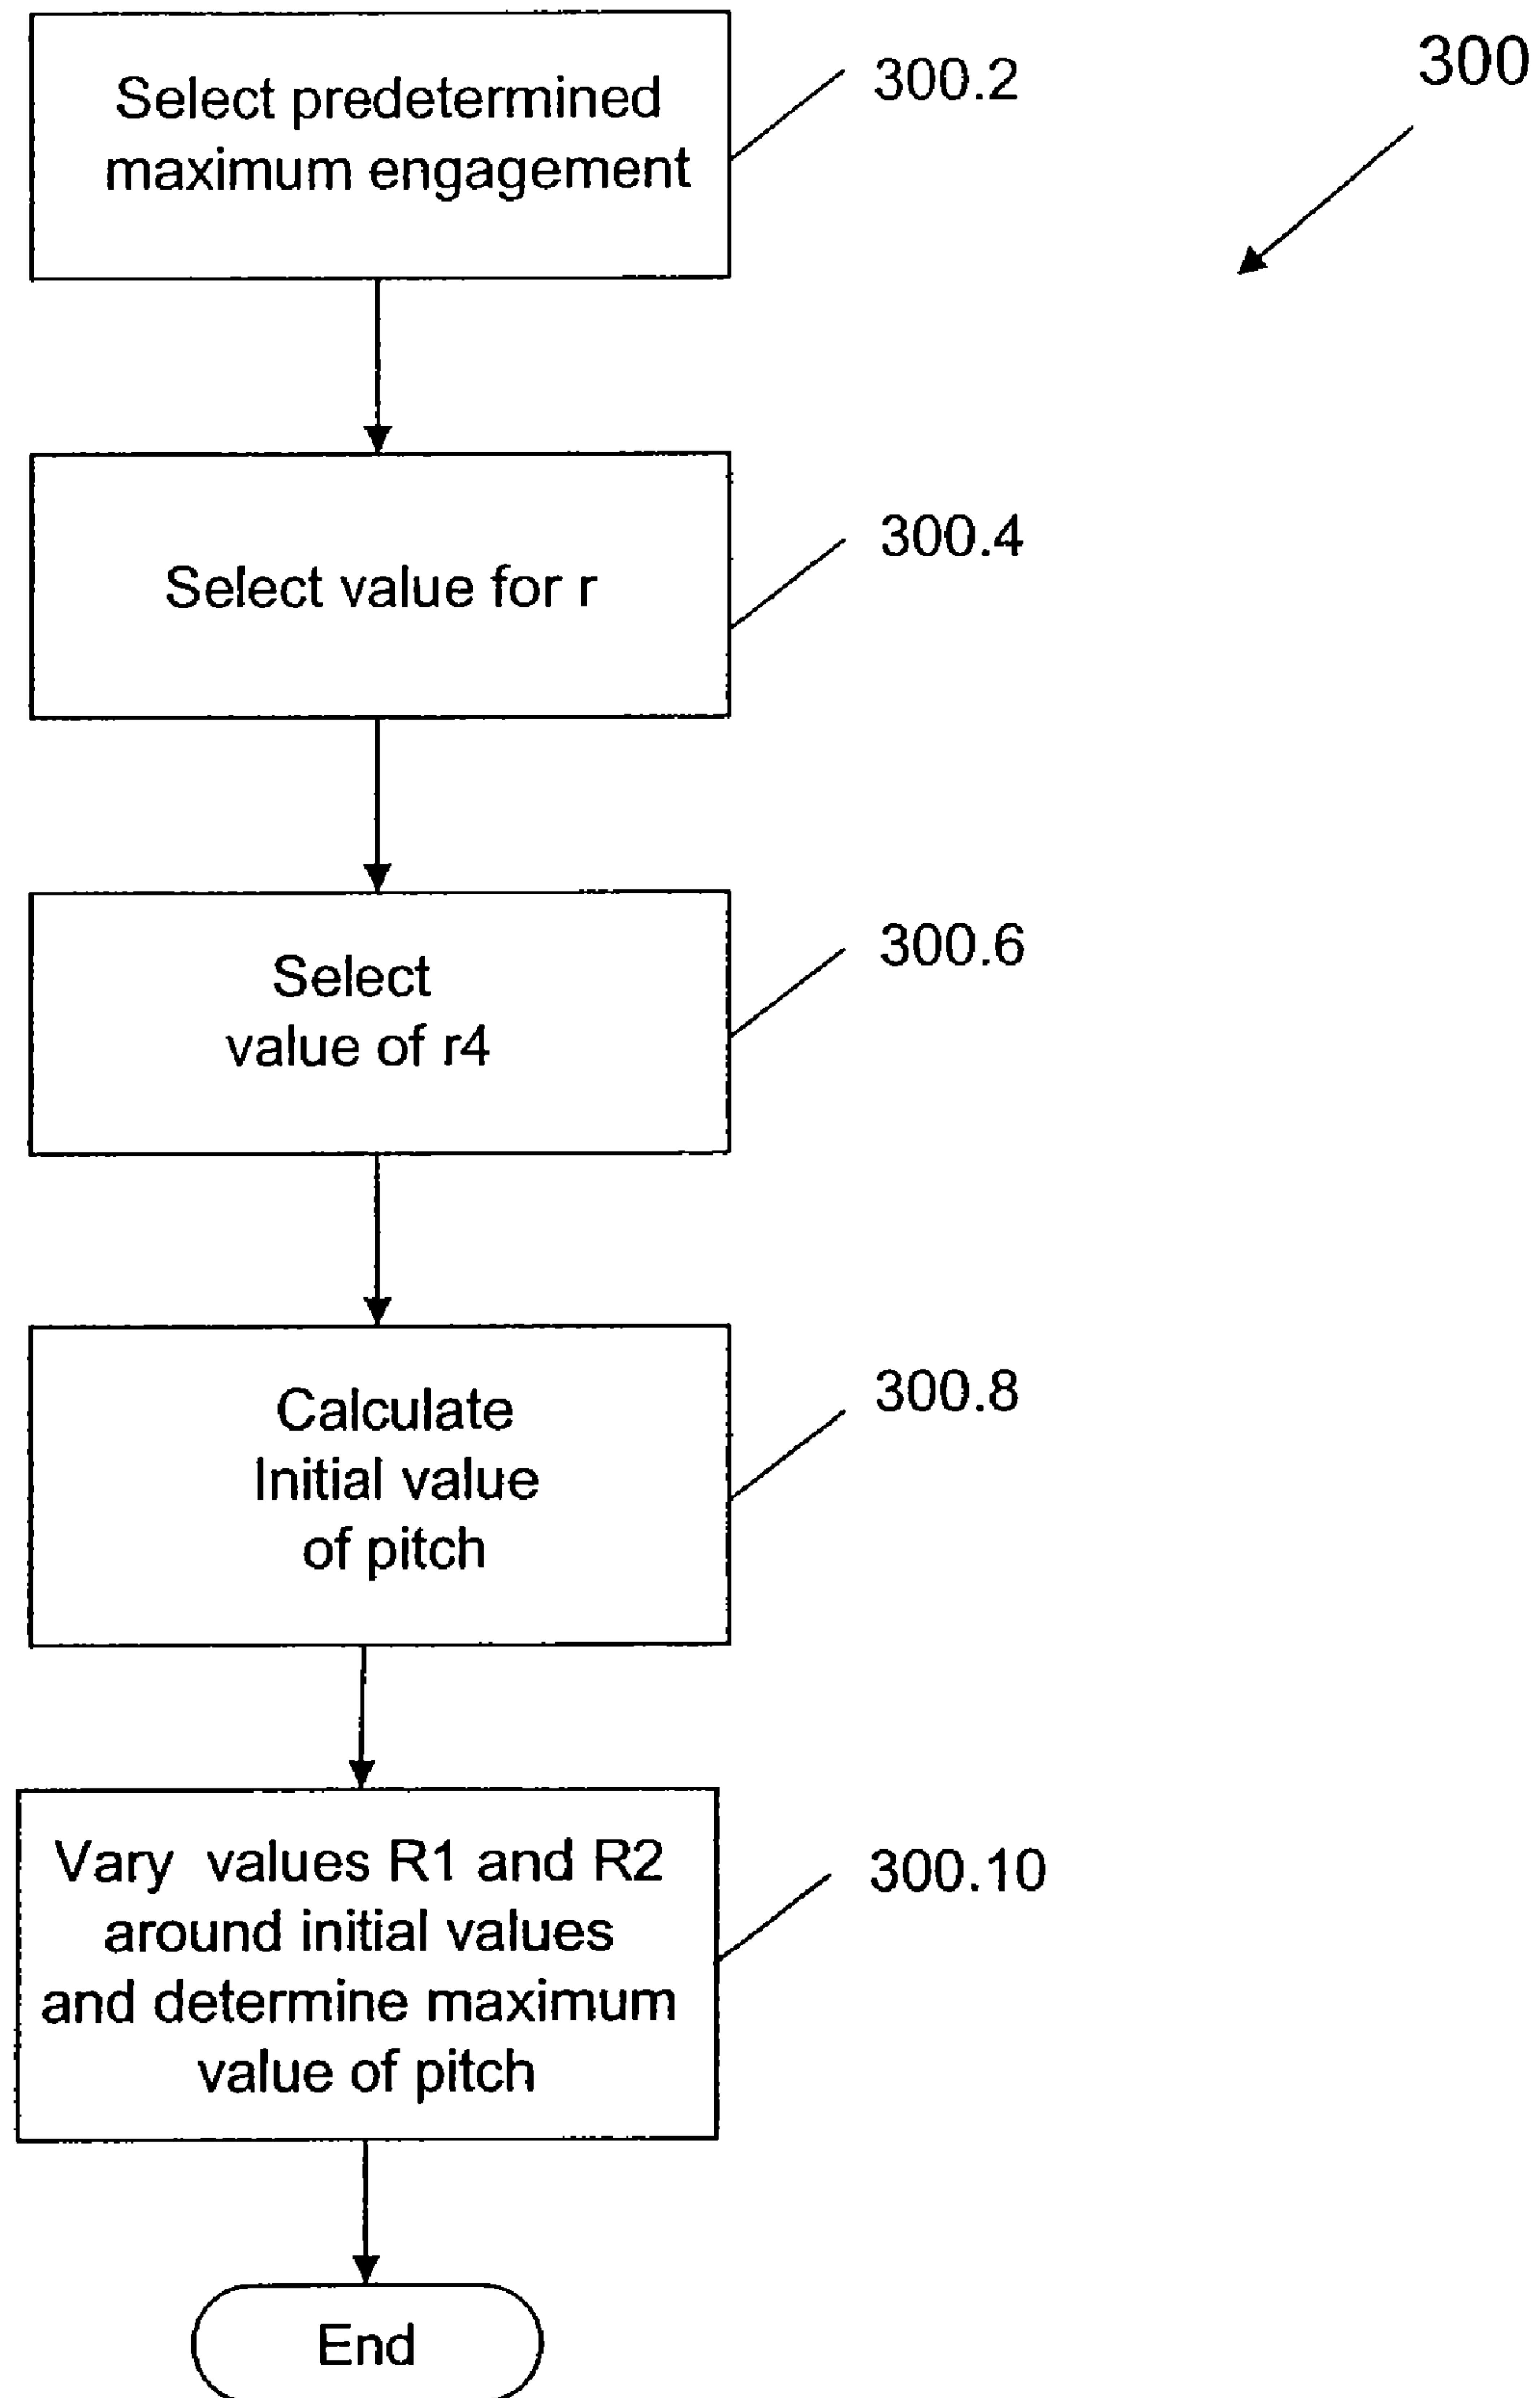 300
Select predetermined
maximum engagement
300.2
Select value for r
300.4
Select
value of r4
300.6
Calculate
Initial value
of pitch
300.8
Vary values R1 and R2
around initial values
and determine maximum
value of pitch
300.10
End